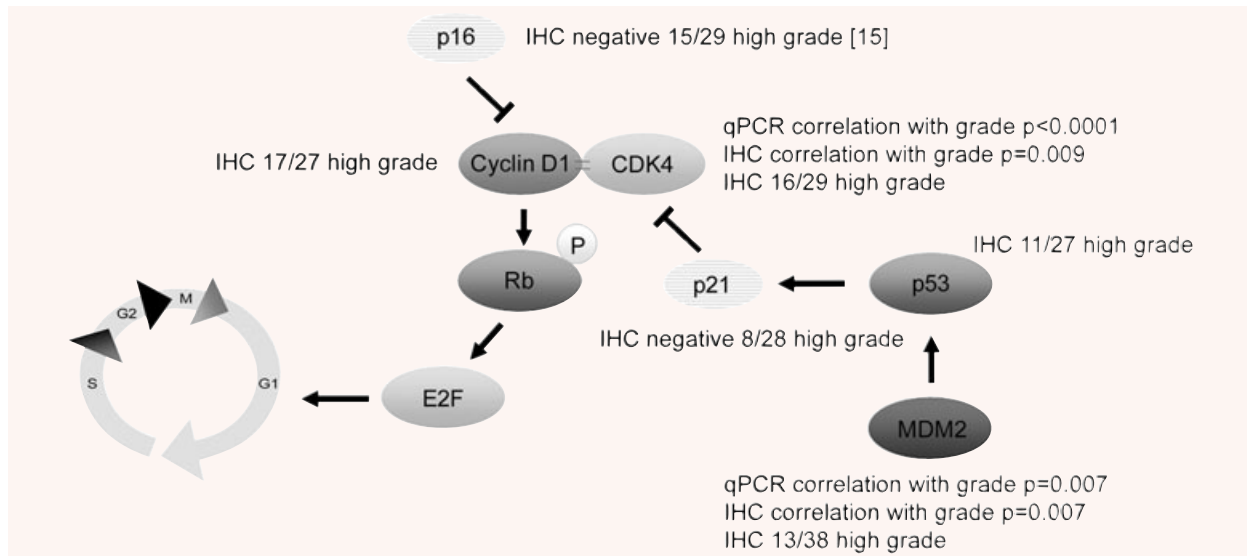 p16
IHC negative 15/29 high grade [15]
IHC 17/27 high grade
Cyclin D1
=
CDK4
qPCR correlation with grade p<0.0001
IHC correlation with grade p=0.009
IHC 16/29 high grade
P
Rb
p21
p53
IHC 11/27 high grade
IHC negative 8/28 high grade
M
G2
S
G1
E2F
MDM2
qPCR correlation with grade p=0.007
IHC correlation with grade p=0.007
IHC 13/38 high grade